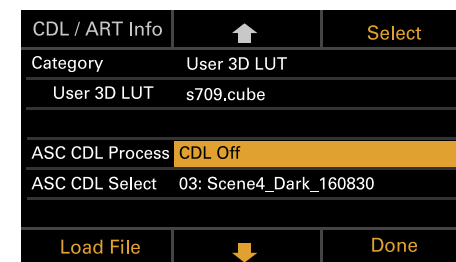 CDL / ART Info Select
Category User 3D LUT
User 3D LUT s709.cube
ASC CDL Process CDL Off
ASC CDL Select 03: Scene4_Dark_160830
Load File Done